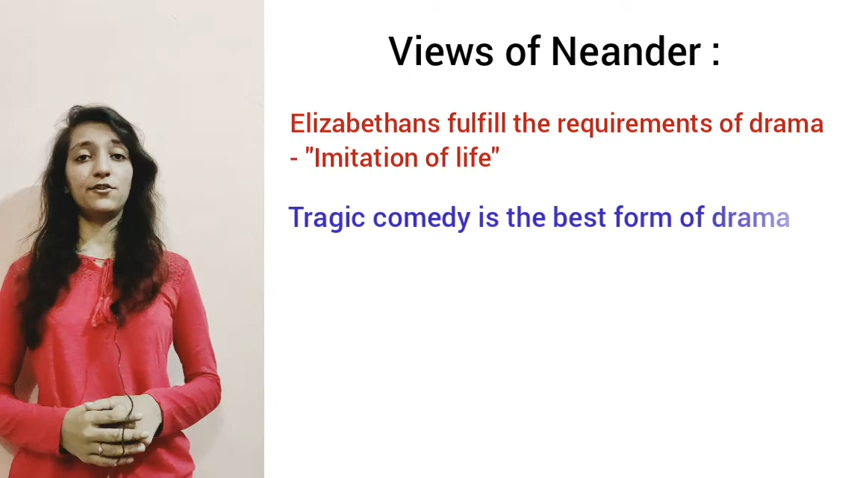 Views of Neander :
Elizabethans fulfill the requirements of drama
- "Imitation of life"
Tragic comedy is the best form of drama